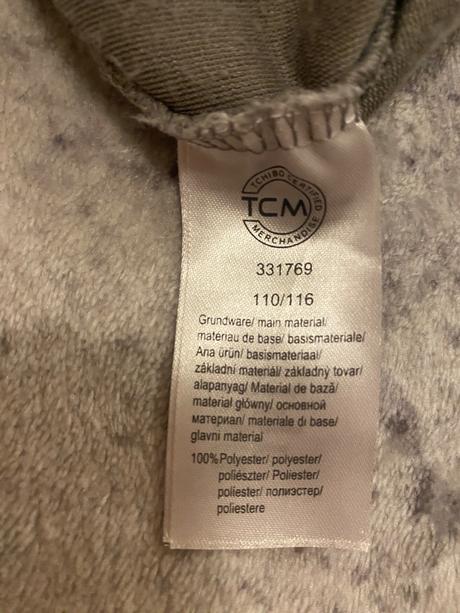 TCHIBO CERTIFIED
TCM
MERCHANDISE
331769
110/116
Grundware/ main material/
materiau de base/ basismateriale/
Ana ürün/ basismateriaal/
základní materiál/ základný tovar/
alapanyag/ Material de bază/
materiał główny/ основной
материал/ materiale di base/
glavni material
100%Polyester/ polyester/
poliészter/ Poliester/
poliester/ полиэстер/
poliestere